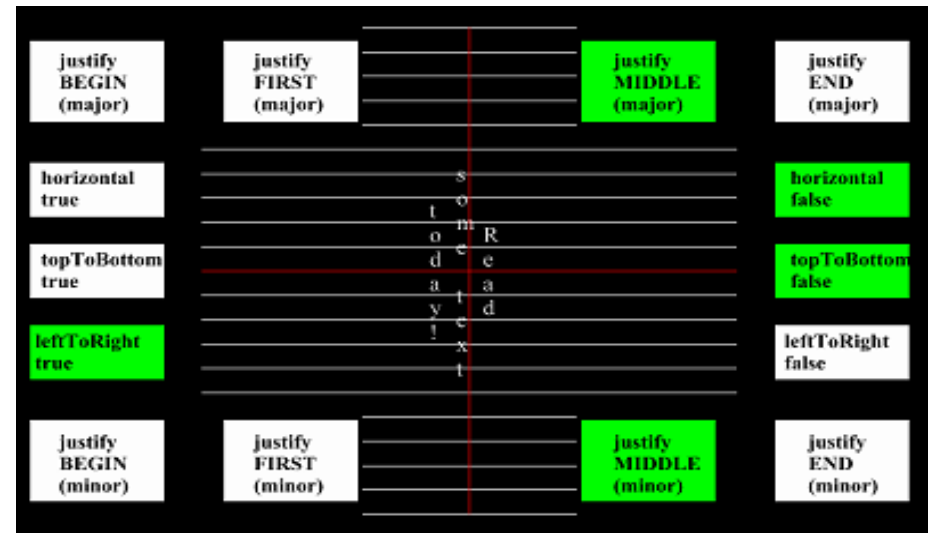 justify
BEGIN
(major)
justify
FIRST
(major)
justify
MIDDLE
(major)
justify
END
(major)
horizontal
true
topToBottom
true
leftToRight
true
Read
some text
today!
horizontal
false
topToBottom
false
leftToRight
false
justify
BEGIN
(minor)
justify
FIRST
(minor)
justify
MIDDLE
(minor)
justify
END
(minor)